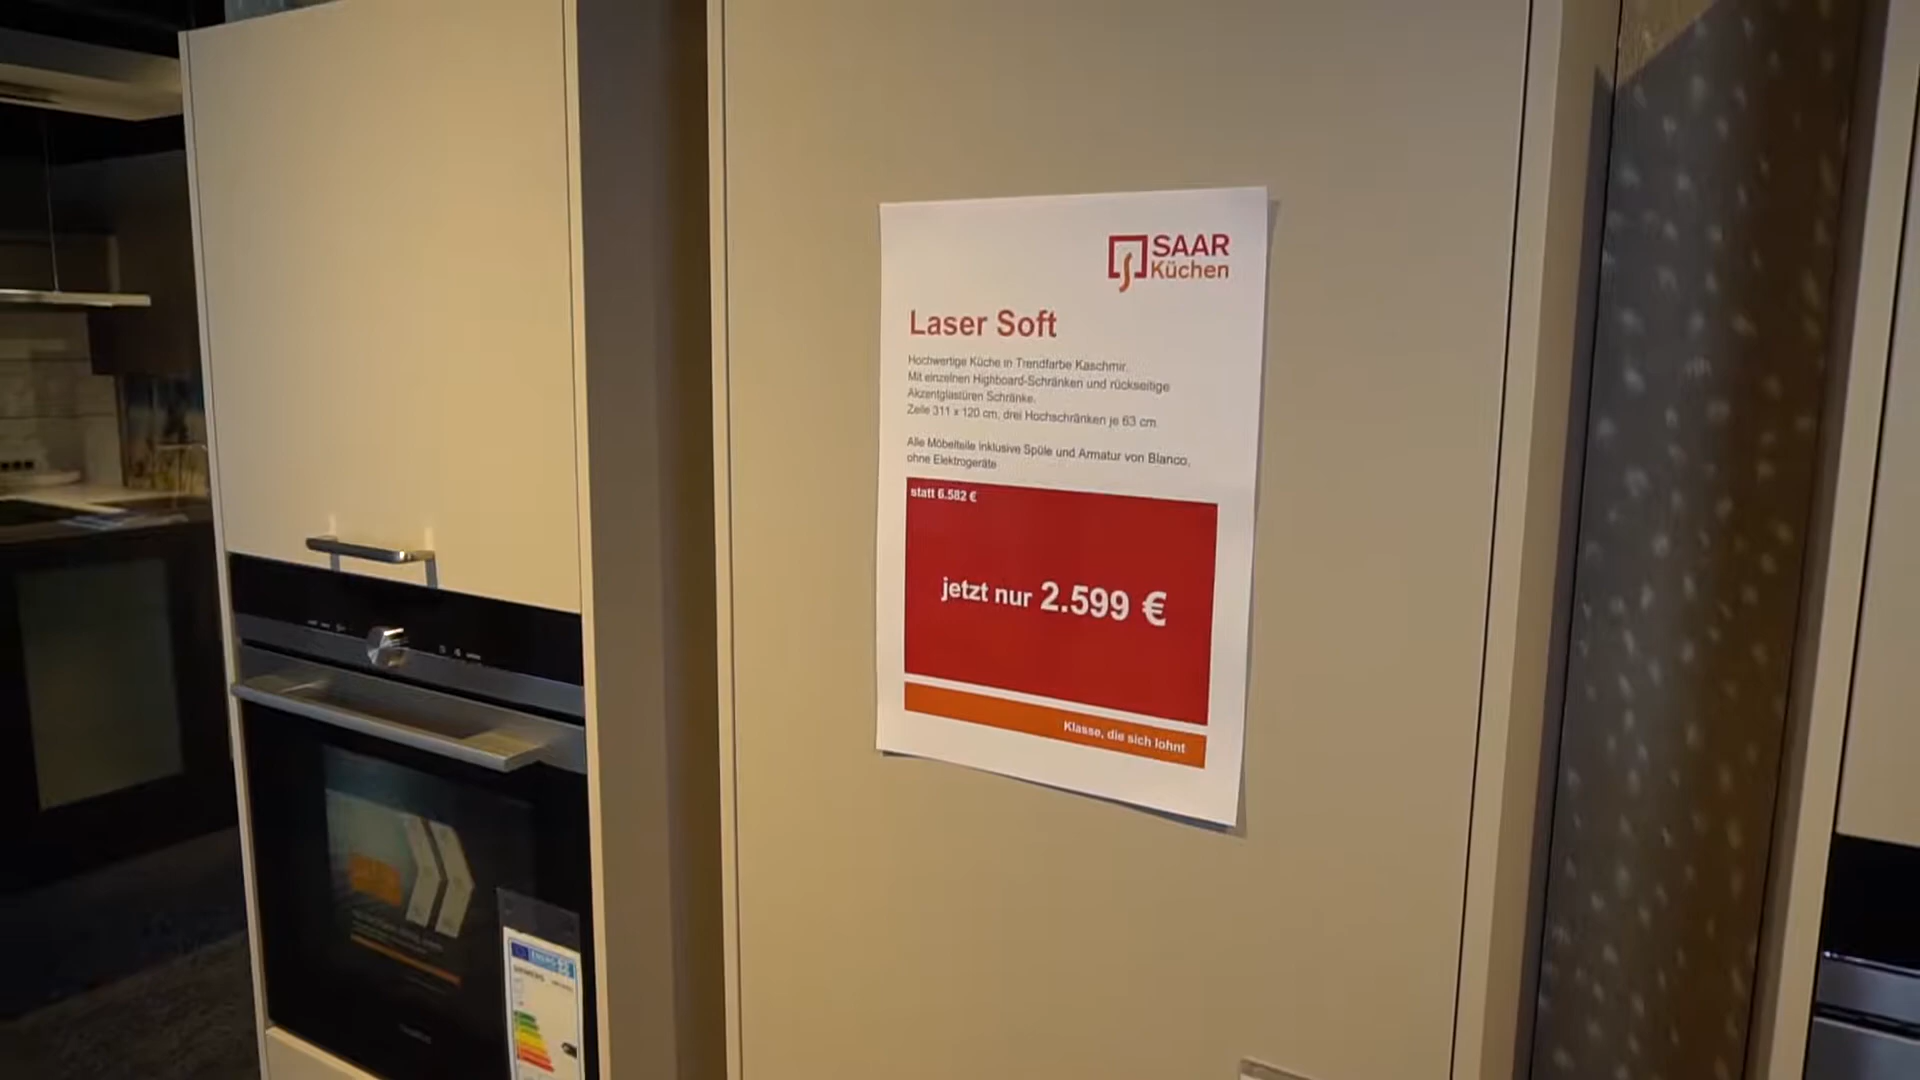 SAAR
Küchen
Laser Soft
Hochwertige Küche in Trendfarbe Kaschmir.
Mit einzelnen Highboard-Schränken und rückseitige
Akzentglastüren Schränke.
Zeile 311 x 120 cm, drei Hochschränken je 63 cm.
Alle Möbelteile inklusive Spüle und Armatur von Blanco,
ohne Elektrogeräte
statt 6.582 €
jetzt nur 2.599 €
Klasse, die sich lohnt